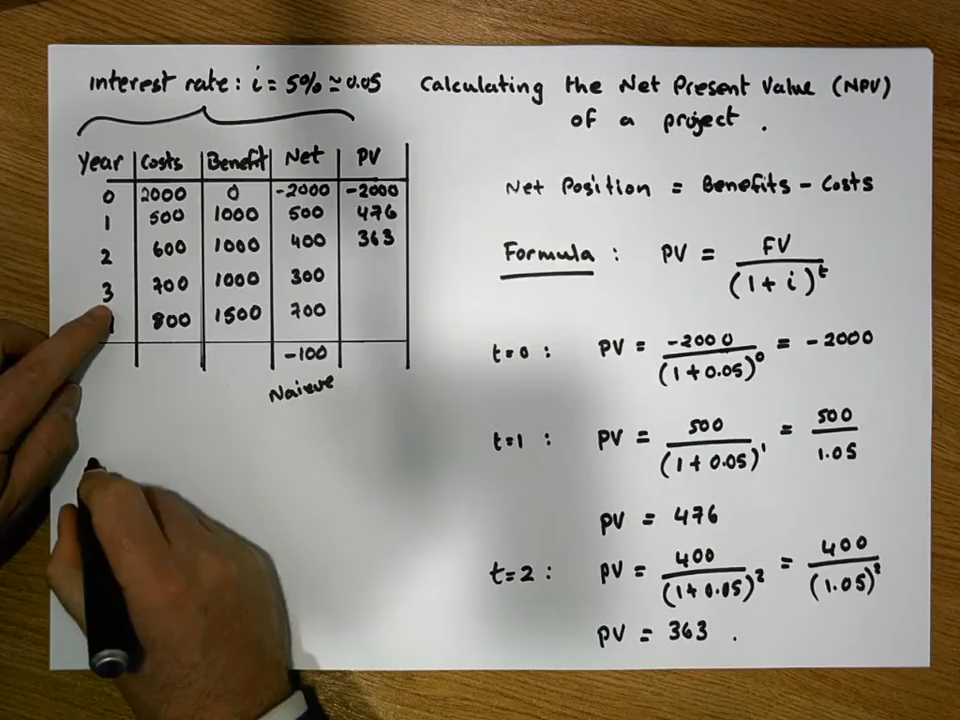 interest rate: i = 5% ≃ 0.05
Calculating the Net Present Value (NPV)
of a project.
Year Costs Benefit Net PV
0 2000 0 -2000 -2000
1 500 1000 500 476
2 600 1000 400 363
3 700 1000 300
800 1500 700
-100
Naieve
Net Position = Benefits - Costs
Formula : PV = FV / (1 + i)^t
t=0 : PV = -2000 / (1+0.05)^0 = -2000
t=1 : PV = 500 / (1+0.05)^1 = 500 / 1.05
PV = 476
t=2 : PV = 400 / (1+0.05)^2 = 400 / (1.05)^2
PV = 363 .